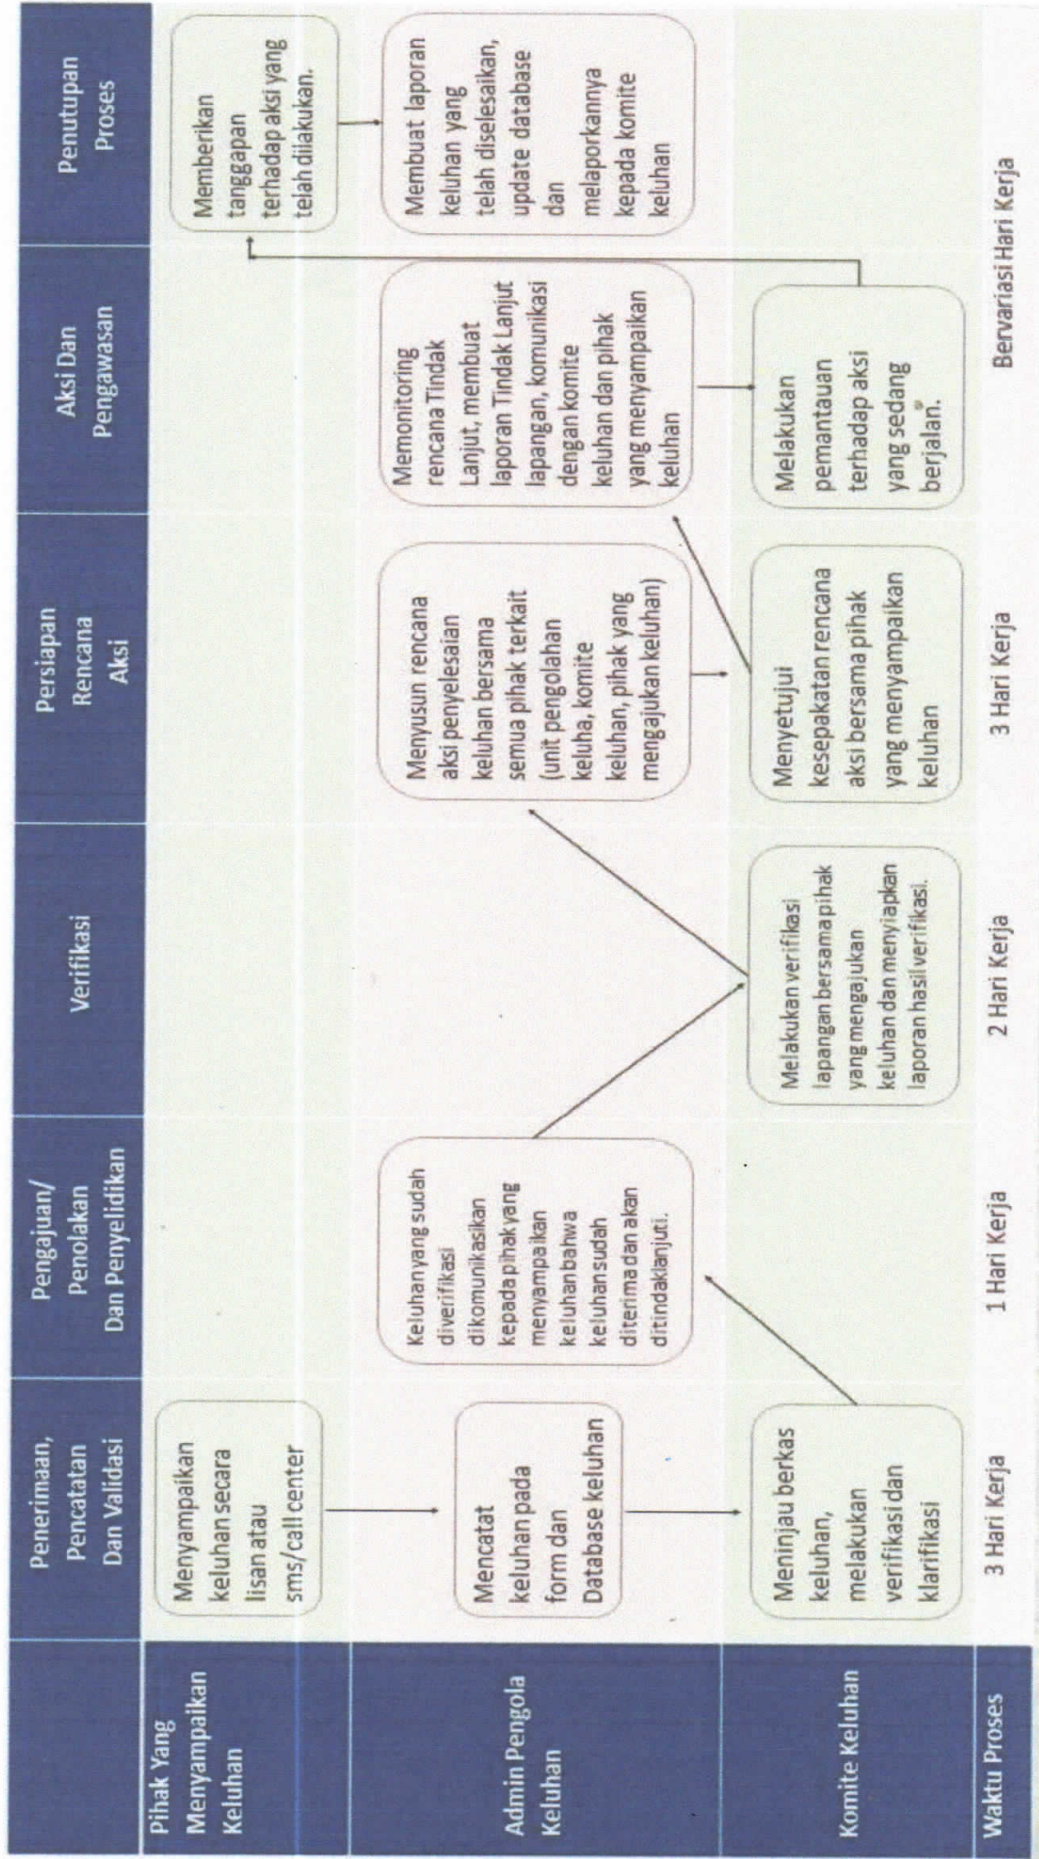 Penerimaan,
Pencatatan
Dan Validasi
Pengajuan/
Penolakan
Dan Penyelidikan
Verifikasi
Persiapan
Rencana
Aksi
Aksi Dan
Pengawasan
Penutupan
Proses
Pihak Yang
Menyampaikan
Keluhan
Menyampaikan
keluhan secara
lisan atau
sms/call center
Memberikan
tanggapan
terhadap aksi yang
telah dilakukan.
Admin Pengola
Keluhan
Mencatat
keluhan pada
form dan
Database keluhan
Keluhan yang sudah
diverifikasi
dikomunikasikan
kepada pihak yang
menyampaikan
keluhan bahwa
keluhan sudah
diterima dan akan
ditindaklanjuti.
Menyusun rencana
aksi penyelesaian
keluhan bersama
semua pihak terkait
(unit pengolahan
keluha, komite
keluhan, pihak yang
mengajukan keluhan)
Memonitoring
rencana Tindak
Lanjut, membuat
laporan Tindak Lanjut
lapangan, komunikasi
dengan komite
keluhan dan pihak
yang menyampaikan
keluhan
Membuat laporan
keluhan yang
telah diselesaikan,
update database
dan
melaporkannya
kepada komite
keluhan
Komite Keluhan
Meninjau berkas
keluhan,
melakukan
verifikasi dan
klarifikasi
Melakukan verifikasi
lapangan bersama pihak
yang mengajukan
keluhan dan menyiapkan
laporan hasil verifikasi.
Menyetujui
kesepakatan rencana
aksi bersama pihak
yang menyampaikan
keluhan
Melakukan
pemantauan
terhadap aksi
yang sedang
berjalan.
Waktu Proses
3 Hari Kerja
1 Hari Kerja
2 Hari Kerja
3 Hari Kerja
Bervariasi Hari Kerja